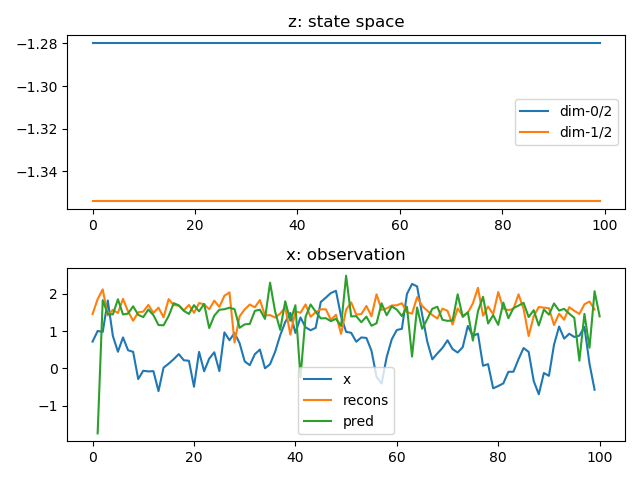 z: state space
−1.28
−1.30
−1.32
−1.34
dim-0/2
dim-1/2
0 20 40 60 80 100
x: observation
2
1
0
−1
x
recons
pred
0 20 40 60 80 100